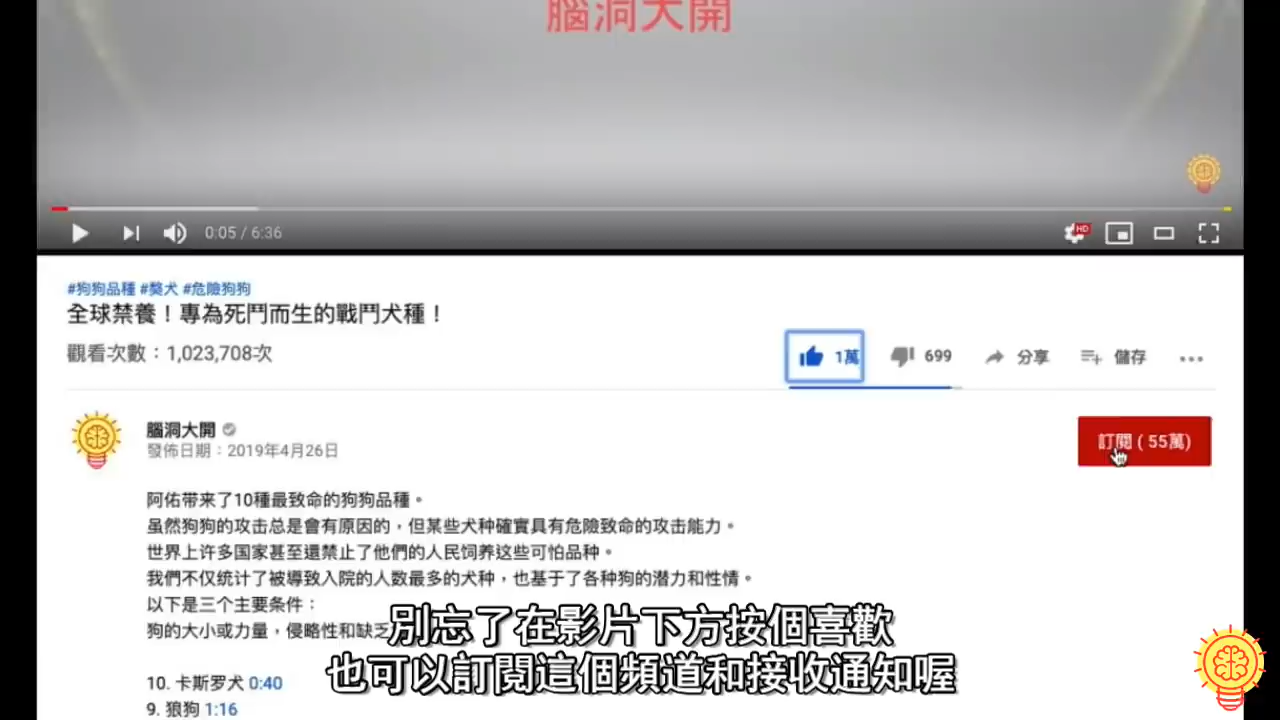 腦洞大開
HD
0:05 / 6:36
#狗狗品種 #獒犬 #危險狗狗
全球禁養！專為死鬥而生的戰鬥犬種！
觀看次數：1,023,708次
1萬
699
分享
儲存
腦洞大開
發佈日期：2019年4月26日
訂閱 ( 55萬)
阿佑带来了10種最致命的狗狗品種。
虽然狗狗的攻击总是會有原因的，但某些犬种確實具有危險致命的攻击能力。
世界上许多国家甚至還禁止了他們的人民饲养这些可怕品种。
我們不仅统计了被導致入院的人数最多的犬种，也基于了各种狗的潜力和性情。
以下是三个主要条件：
狗的大小或力量，侵略性和缺乏
別忘了在影片下方按個喜歡
也可以訂閱這個頻道和接收通知喔
10. 卡斯罗犬 0:40
9. 狼狗 1:16